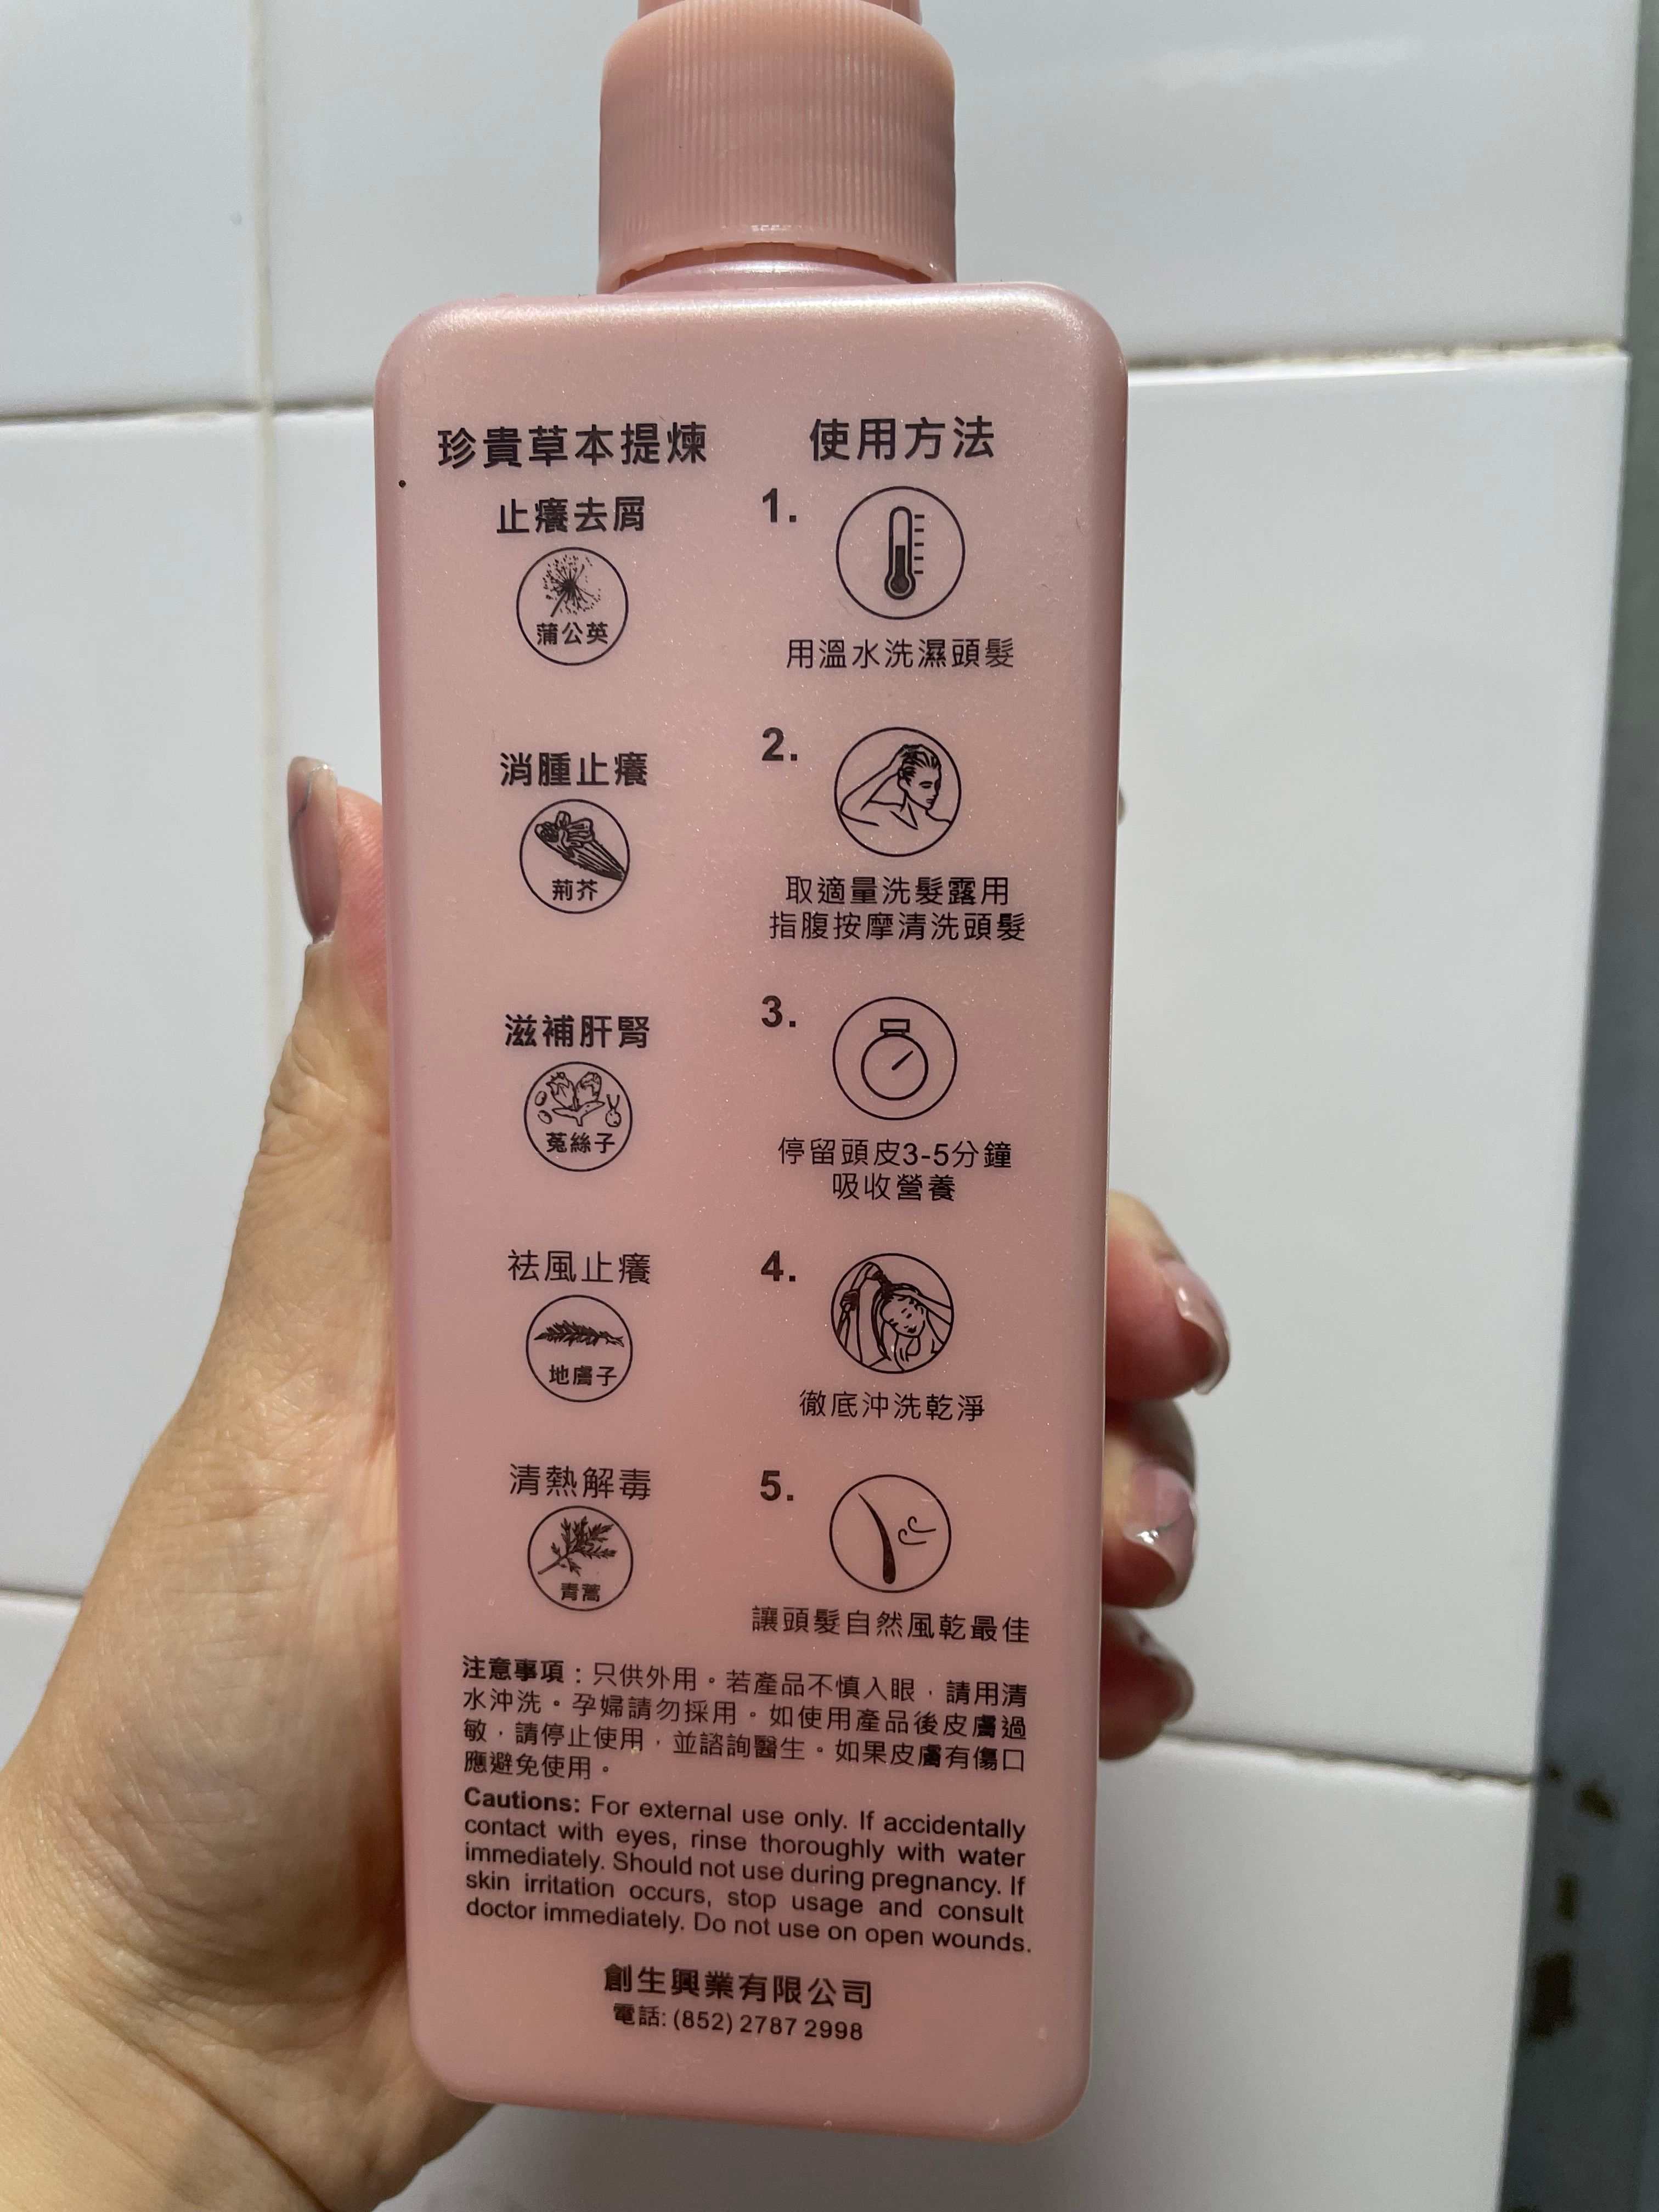 珍貴草本提煉
止癢去屑
蒲公英
消腫止癢
荊芥
滋補肝腎
菟絲子
祛風止癢
地膚子
清熱解毒
青蒿
使用方法
1.
用溫水洗濕頭髮
2.
取適量洗髮露用
指腹按摩清洗頭髮
3.
停留頭皮3-5分鐘
吸收營養
4.
徹底沖洗乾淨
5.
讓頭髮自然風乾最佳
注意事項：只供外用。若產品不慎入眼，請用清
水沖洗。孕婦請勿採用。如使用產品後皮膚過
敏，請停止使用，並諮詢醫生。如果皮膚有傷口
應避免使用。
Cautions: For external use only. If accidentally
contact with eyes, rinse thoroughly with water
immediately. Should not use during pregnancy. If
skin irritation occurs, stop usage and consult
doctor immediately. Do not use on open wounds.
創生興業有限公司
電話: (852) 2787 2998